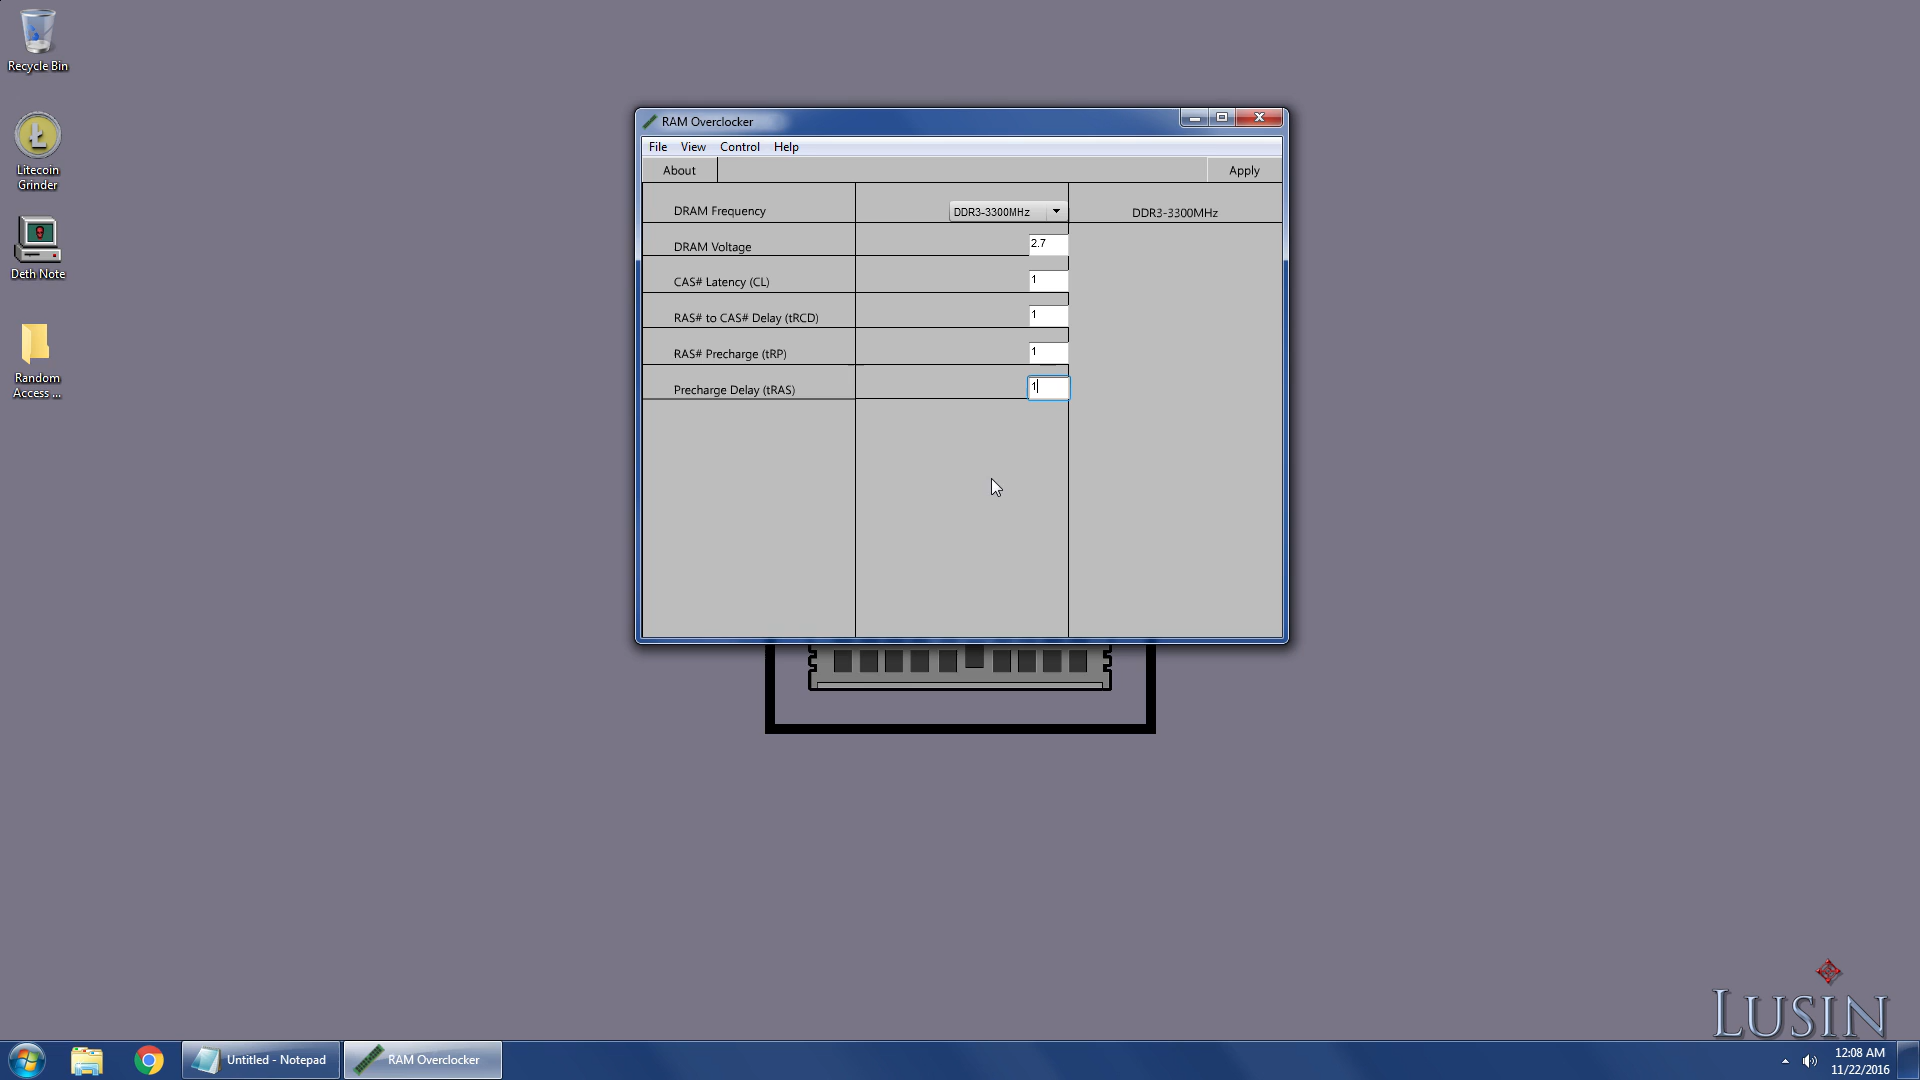 Recycle Bin
Litecoin
Grinder
Deth Note
Random
Access ...
RAM Overclocker
File View Control Help
About Apply
DRAM Frequency DDR3-3300MHz DDR3-3300MHz
DRAM Voltage 2.7
CAS# Latency (CL) 1
RAS# to CAS# Delay (tRCD) 1
RAS# Precharge (tRP) 1
Precharge Delay (tRAS) 1
LUSIN
Untitled - Notepad RAM Overclocker
12:08 AM
11/22/2016